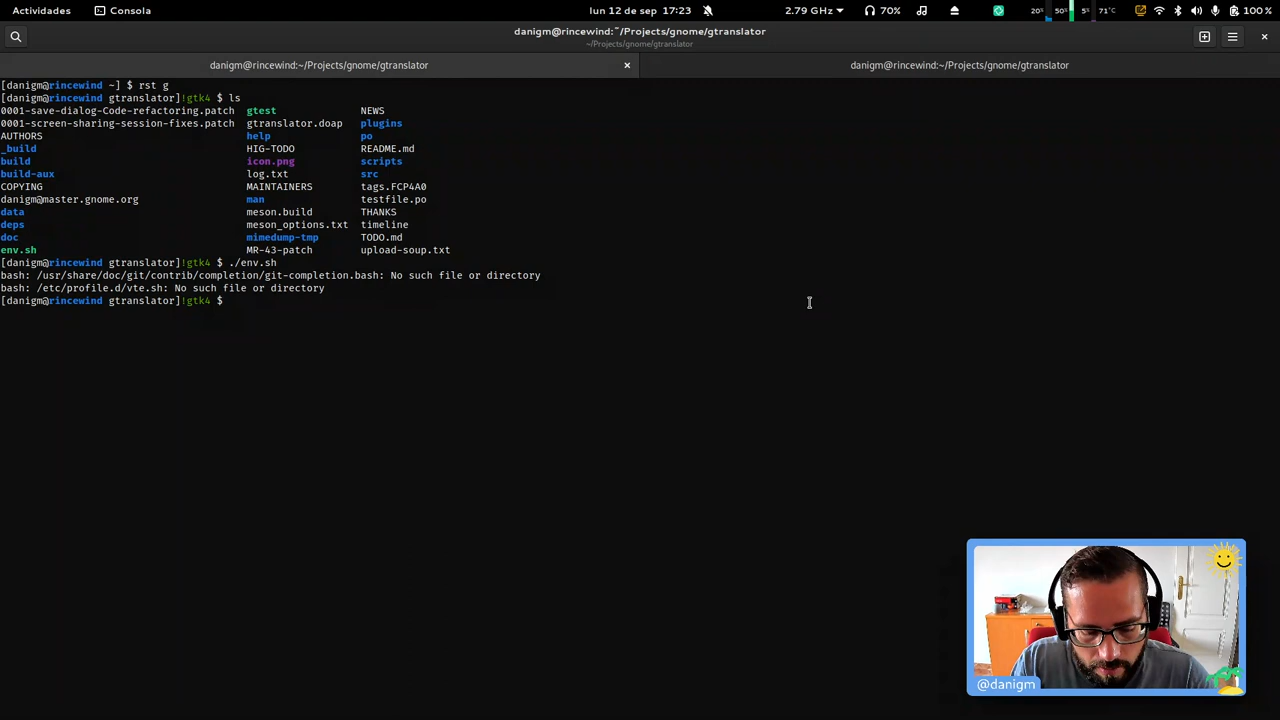 Actividades Consola lun 12 de sep 17:23 2.79 GHz 70% 20% 50% 5% 71°C 100 %
danigm@rincewind:~/Projects/gnome/gtranslator
~/Projects/gnome/gtranslator
danigm@rincewind:~/Projects/gnome/gtranslator × danigm@rincewind:~/Projects/gnome/gtranslator
[danigm@rincewind ~] $ rst g
[danigm@rincewind gtranslator]!gtk4 $ ls
0001-save-dialog-Code-refactoring.patch gtest NEWS
0001-screen-sharing-session-fixes.patch gtranslator.doap plugins
AUTHORS help po
_build HIG-TODO README.md
build icon.png scripts
build-aux log.txt src
COPYING MAINTAINERS tags.FCP4A0
danigm@master.gnome.org man testfile.po
data meson.build THANKS
deps meson_options.txt timeline
doc mimedump-tmp TODO.md
env.sh MR-43-patch upload-soup.txt
[danigm@rincewind gtranslator]!gtk4 $ ./env.sh
bash: /usr/share/doc/git/contrib/completion/git-completion.bash: No such file or directory
bash: /etc/profile.d/vte.sh: No such file or directory
[danigm@rincewind gtranslator]!gtk4 $
@danigm